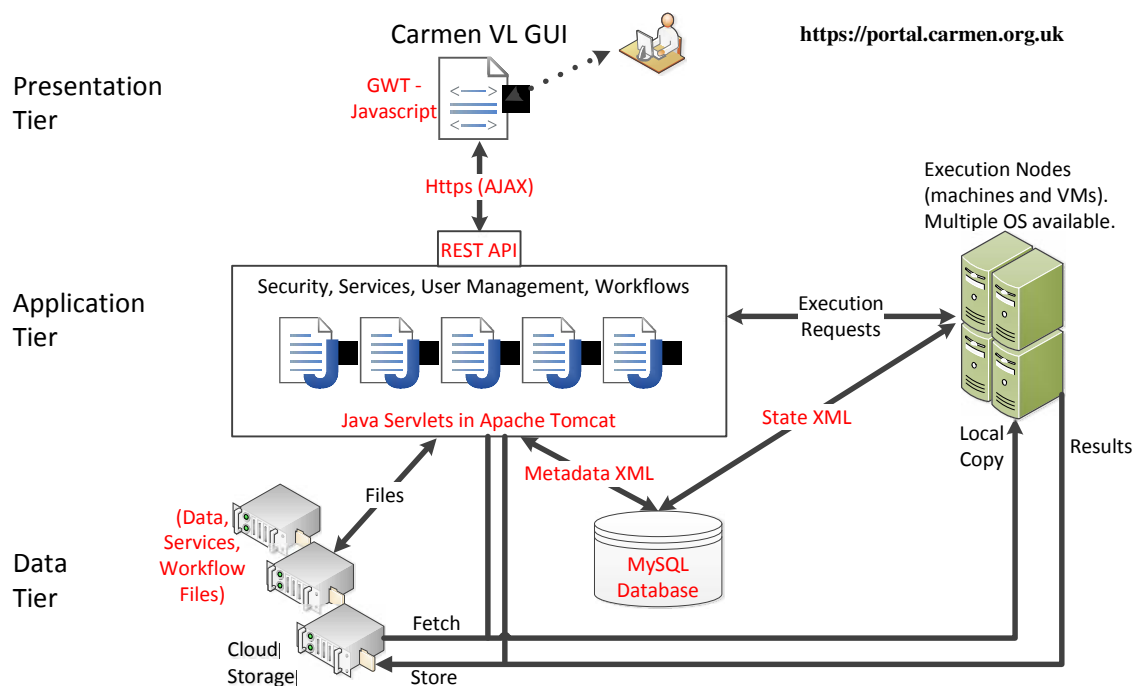 Carmen VL GUI
https://portal.carmen.org.uk
Presentation
Tier
GWT -
Javascript
Https (AJAX)
REST API
Execution Nodes
(machines and VMs).
Multiple OS available.
Application
Tier
Security, Services, User Management, Workflows
Java Servlets in Apache Tomcat
Execution
Requests
State XML
Local
Copy
Results
Metadata XML
Files
(Data,
Services,
Workflow
Files)
Data
Tier
MySQL
Database
Fetch
Cloud
Storage
Store